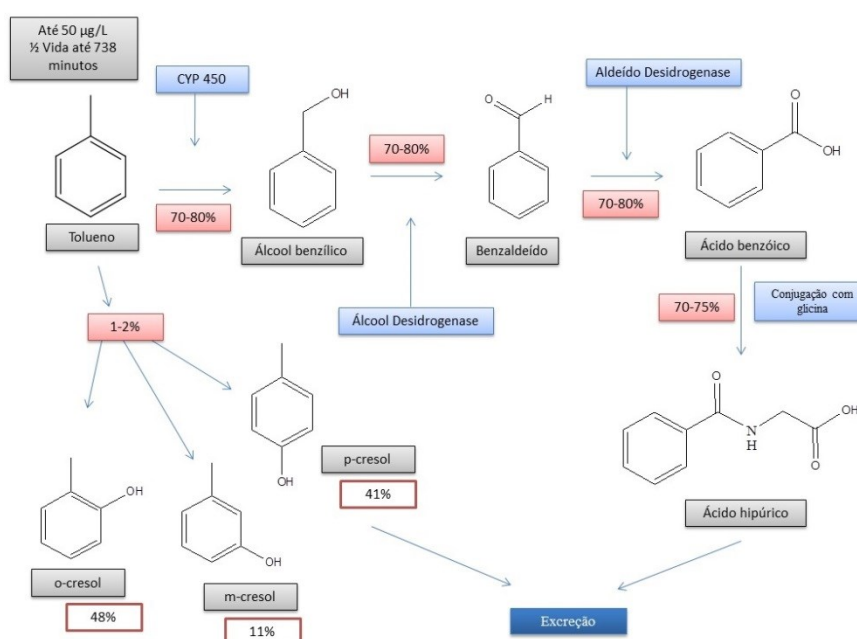 Até 50 µg/L
½ Vida até 738
minutos
CYP 450
Aldeído Desidrogenase
OH
O
H
O
OH
70-80%
70-80%
70-80%
Tolueno
Álcool benzílico
Benzaldeído
Ácido benzóico
Álcool Desidrogenase
70-75%
Conjugação com
glicina
1-2%
O
OH
N
H
O
p-cresol
OH
41%
OH
OH
Ácido hipúrico
o-cresol
48%
m-cresol
11%
Excreção